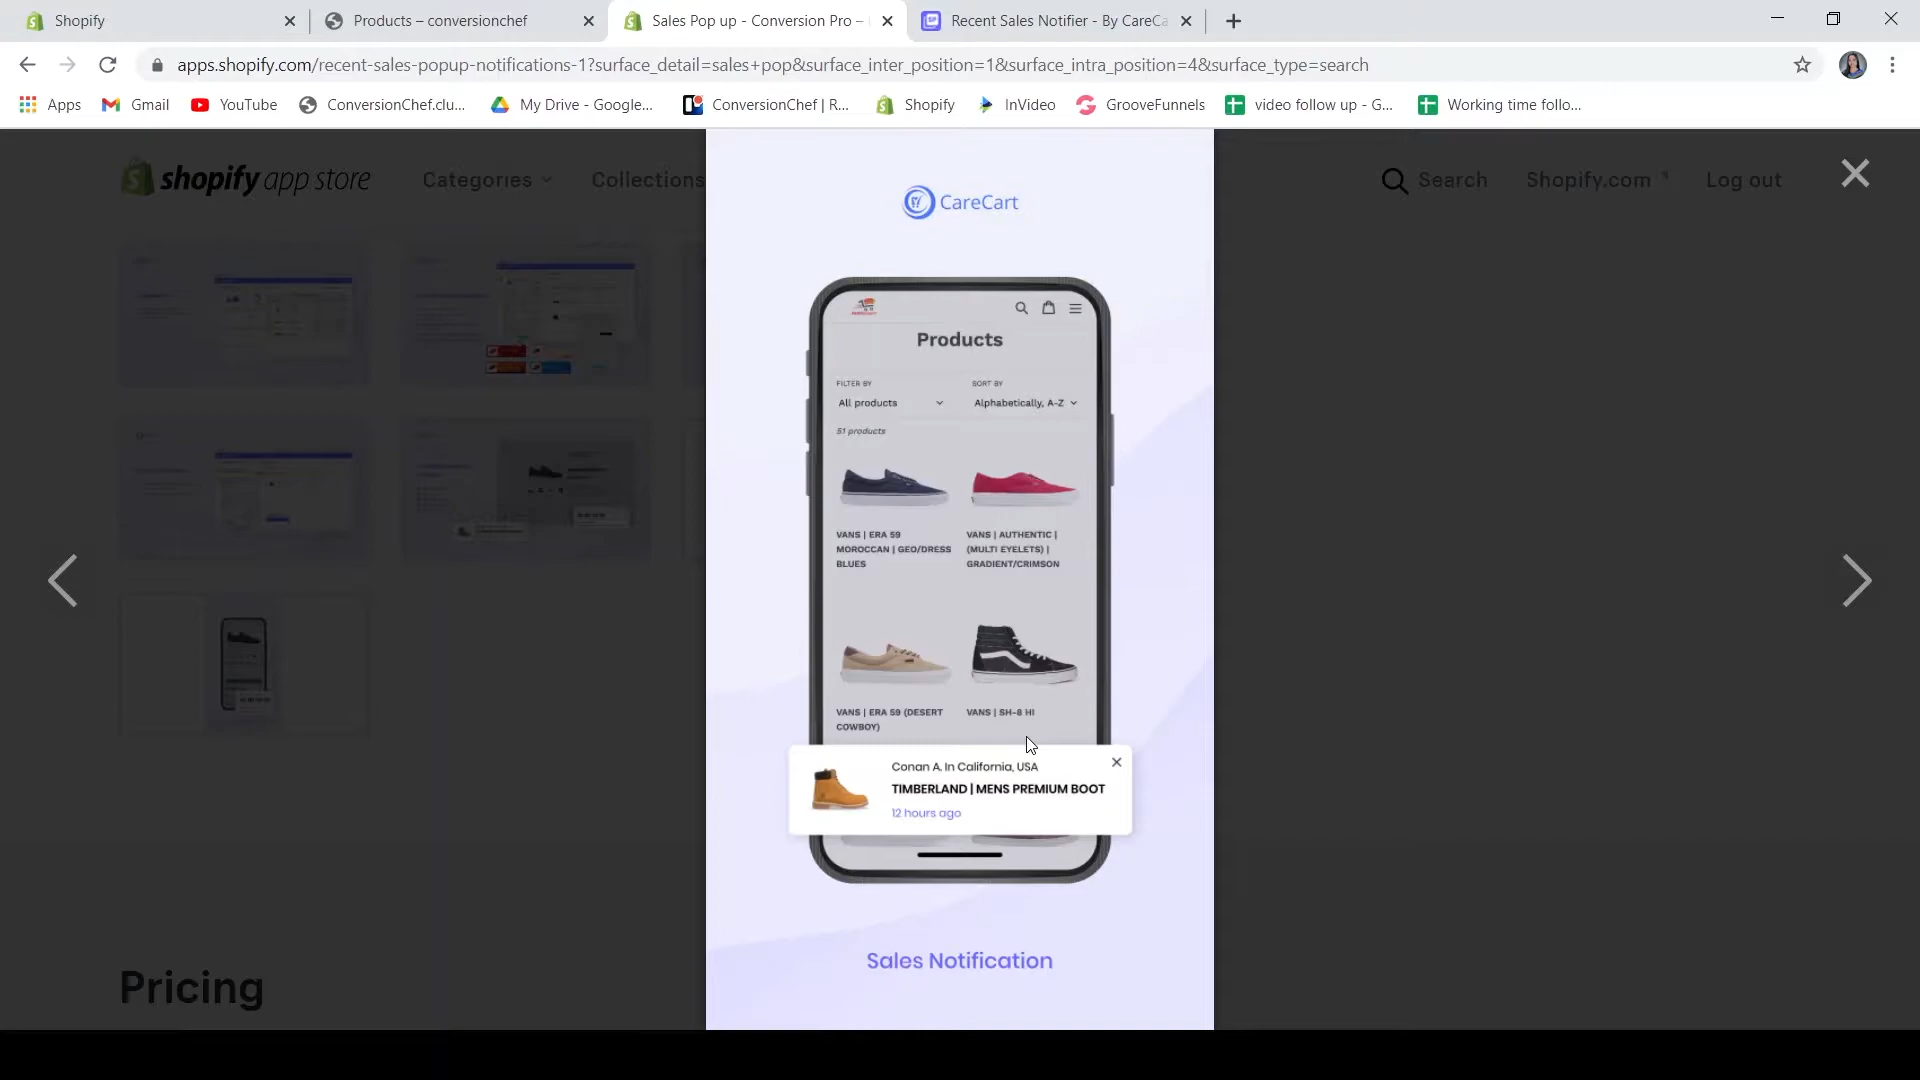 Shopify
Products – conversionchef
Sales Pop up - Conversion Pro –
Recent Sales Notifier - By CareCa
apps.shopify.com/recent-sales-popup-notifications-1?surface_detail=sales+pop&surface_inter_position=1&surface_intra_position=4&surface_type=search
Apps
Gmail
YouTube
ConversionChef.clu...
My Drive - Google...
ConversionChef | R...
Shopify
InVideo
GrooveFunnels
video follow up - G...
Working time follo...
shopify app store
Categories
Collections
Search
Shopify.com
Log out
CareCart
Products
FILTER BY
SORT BY
All products
Alphabetically, A-Z
51 products
VANS | ERA 59
MOROCCAN | GEO/DRESS
BLUES
VANS | AUTHENTIC |
(MULTI EYELETS) |
GRADIENT/CRIMSON
VANS | ERA 59 (DESERT
COWBOY)
VANS | SH-8 HI
Conan A. In California, USA
TIMBERLAND | MENS PREMIUM BOOT
12 hours ago
Sales Notification
Pricing